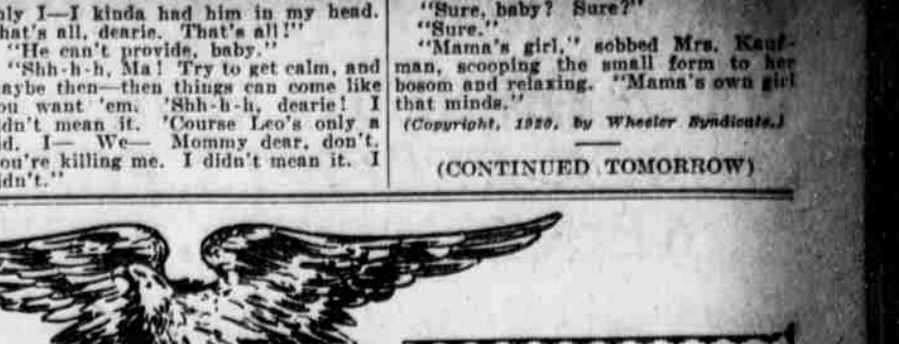 nly I—I kinda had him in my head.
hat's all, dearie. That's all!"
"He can't provide, baby."
"Shh-h-h, Ma! Try to get calm, and
aybe then—then things can come like
ou want 'em. 'Shh-h-h, dearie! I
idn't mean it. 'Course Leo's only a
id. I— We— Mommy dear, don't.
ou're killing me. I didn't mean it. I
idn't."
"Sure, baby? Sure?"
"Sure."
"Mama's girl," sobbed Mrs. Kauf-
man, scooping the small form to her
bosom and relaxing. "Mama's own girl
that minds."
(Copyright, 1920, by Wheeler Syndicate.)
(CONTINUED TOMORROW)